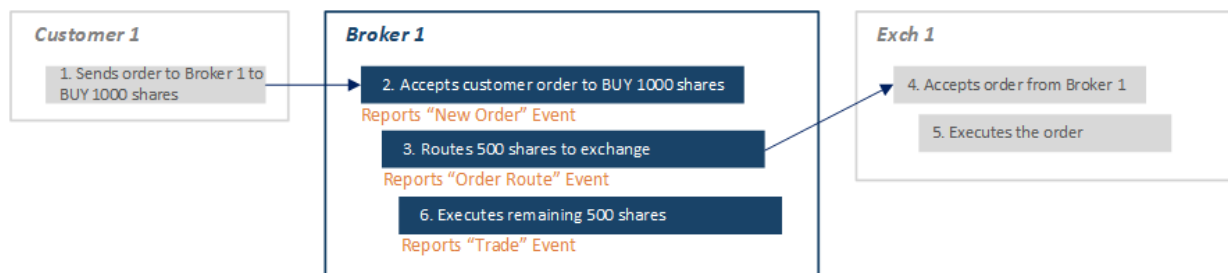 Customer 1
1. Sends order to Broker 1 to
BUY 1000 shares
Broker 1
2. Accepts customer order to BUY 1000 shares
Reports “New Order” Event
3. Routes 500 shares to exchange
Reports “Order Route” Event
6. Executes remaining 500 shares
Reports “Trade” Event
Exch 1
4. Accepts order from Broker 1
5. Executes the order